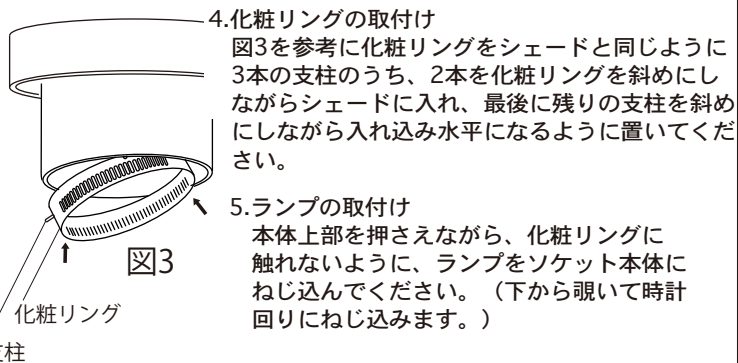 4.化粧リングの取付け
図3を参考に化粧リングをシェードと同じように
3本の支柱のうち、2本を化粧リングを斜めにし
ながらシェードに入れ、最後に残りの支柱を斜め
にしながら入れ込み水平になるように置いてくだ
さい。
5.ランプの取付け
本体上部を押さえながら、化粧リングに
触れないように、ランプをソケット本体に
ねじ込んでください。（下から覗いて時計
回りにねじ込みます。）
図3
化粧リング
支柱